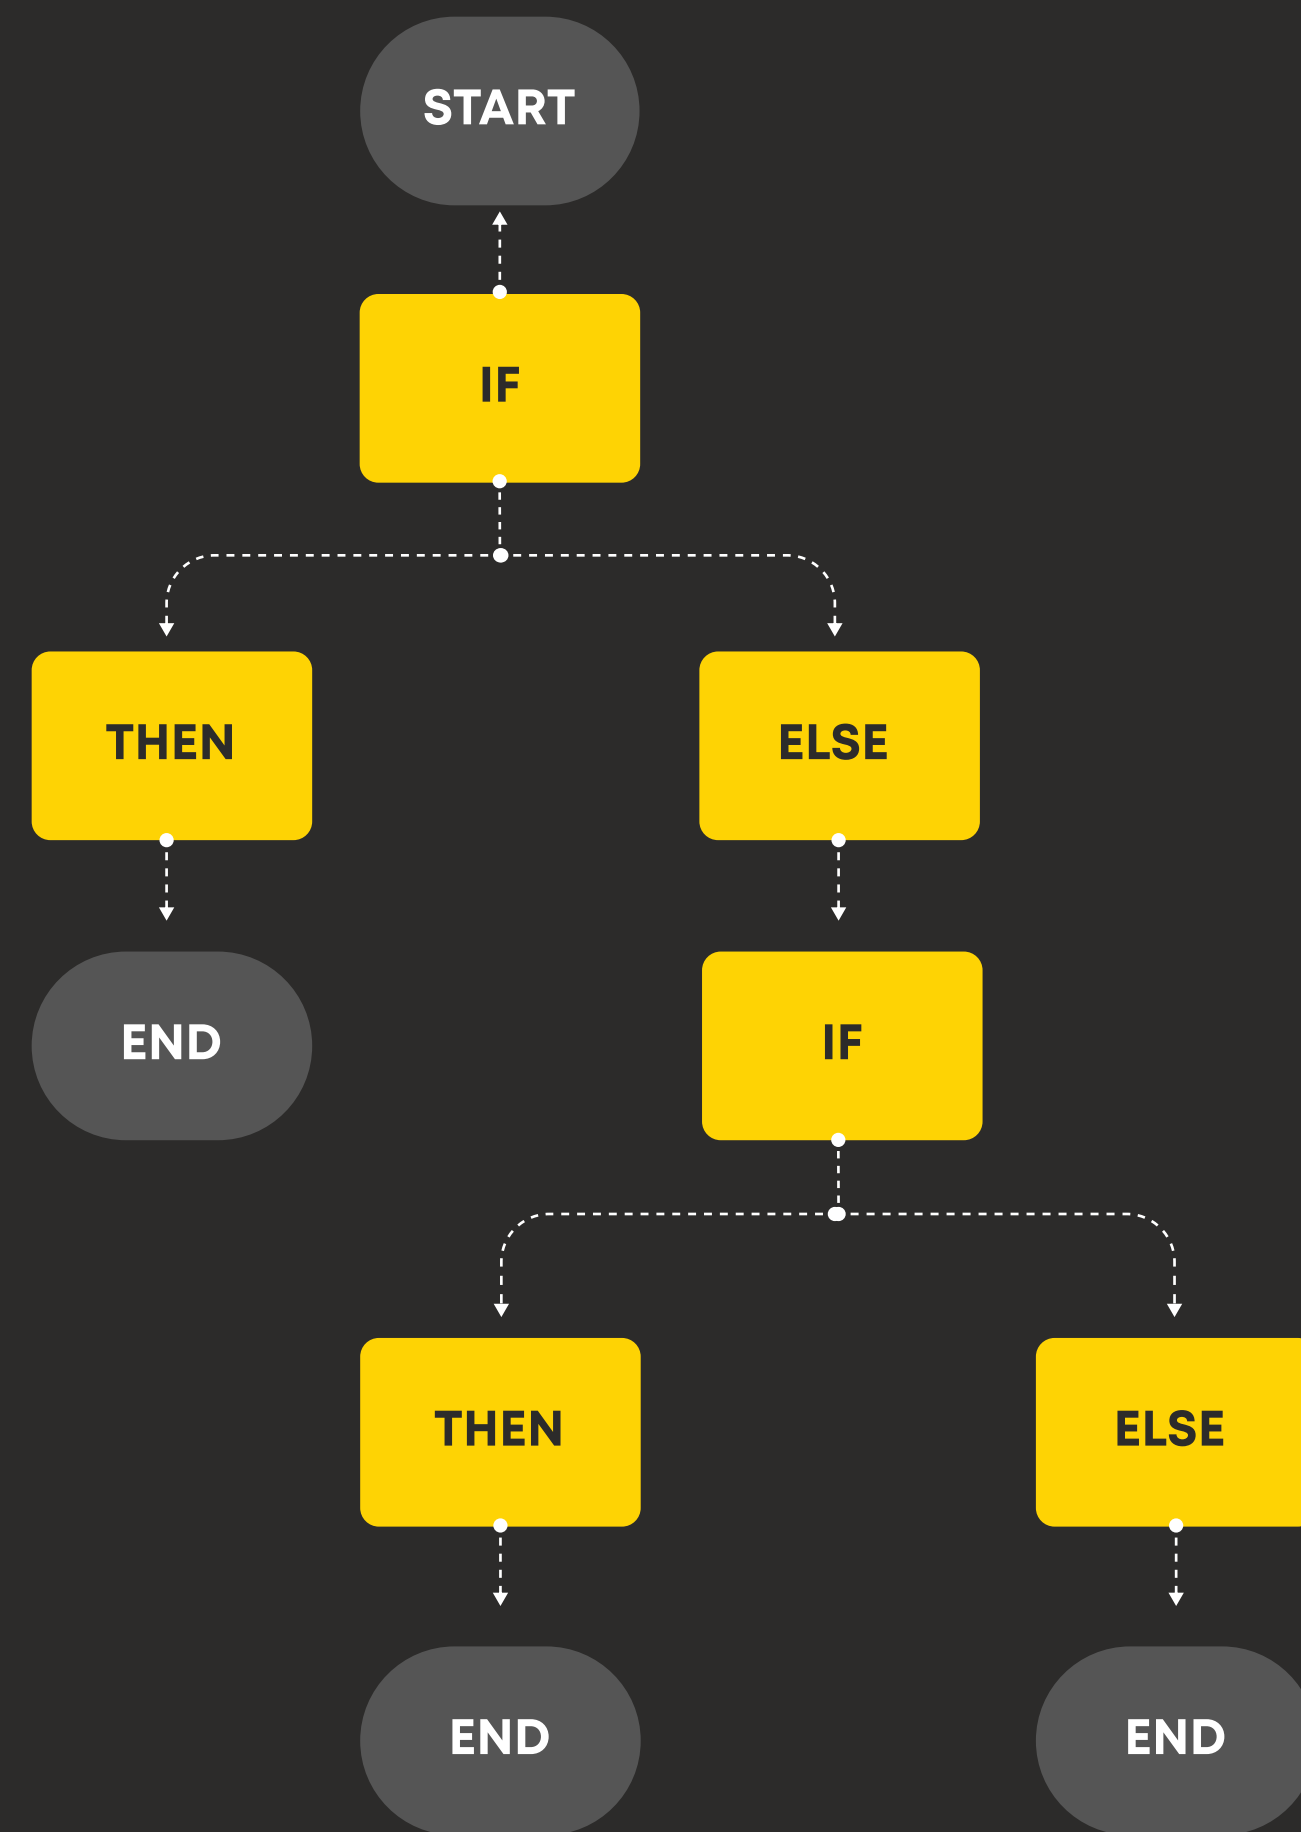 START
IF
THEN
ELSE
END
IF
THEN
ELSE
END
END